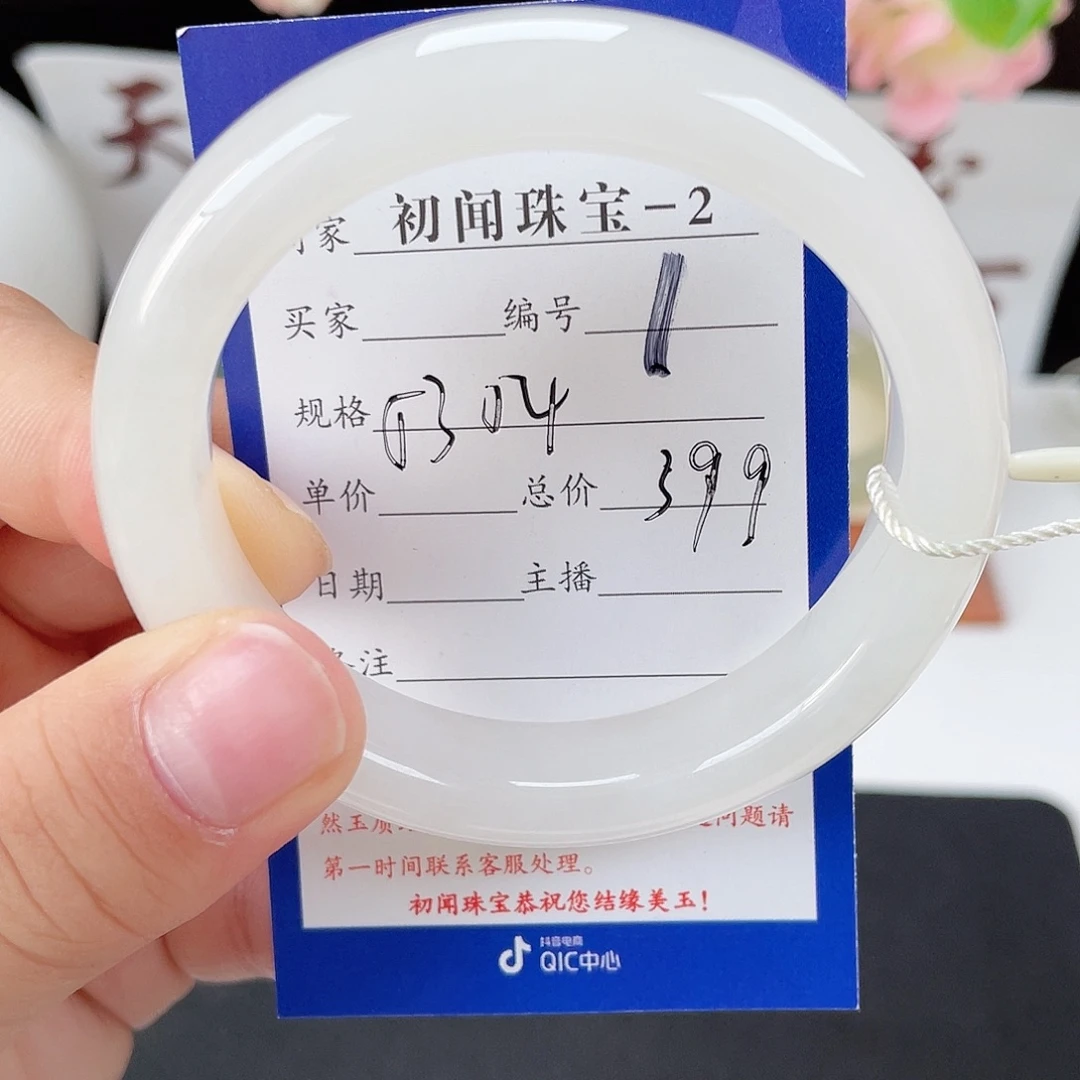 天
家 初闻珠宝-2
买家 编号 1
规格
单价 总价 399
日期 主播
注
然玉质 问题请
第一时间联系客服处理。
初闻珠宝恭祝您结缘美玉！
抖音电商
QIC中心